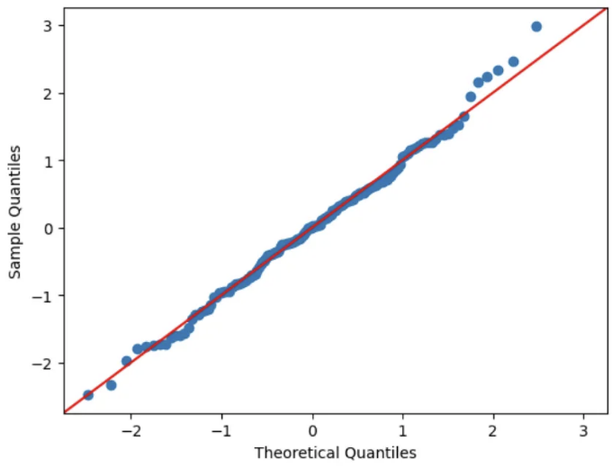 3
2
1
0
−1
−2
Sample Quantiles
−2 −1 0 1 2 3
Theoretical Quantiles